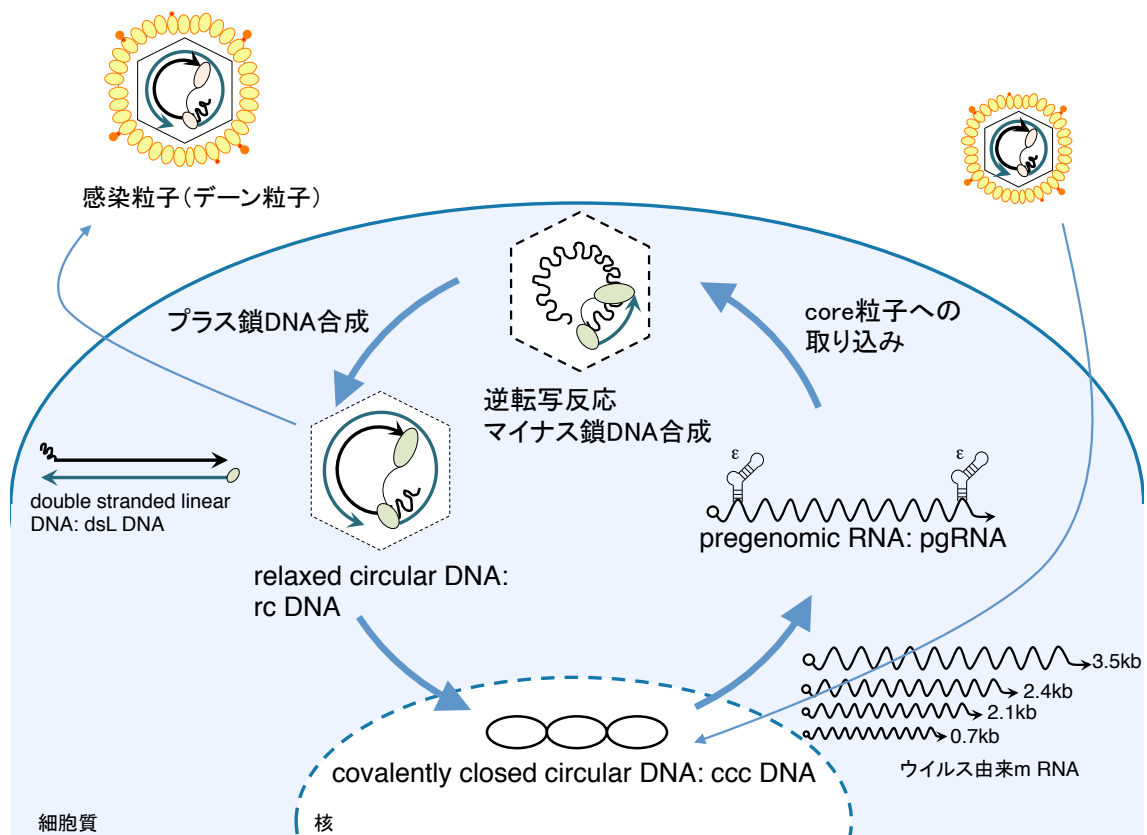 感染粒子(デーン粒子)
プラス鎖DNA合成
core粒子への
取り込み
逆転写反応
マイナス鎖DNA合成
double stranded linear
DNA: dsL DNA
ε
ε
pregenomic RNA: pgRNA
relaxed circular DNA:
rc DNA
3.5kb
2.4kb
2.1kb
0.7kb
ウイルス由来m RNA
covalently closed circular DNA: ccc DNA
細胞質
核